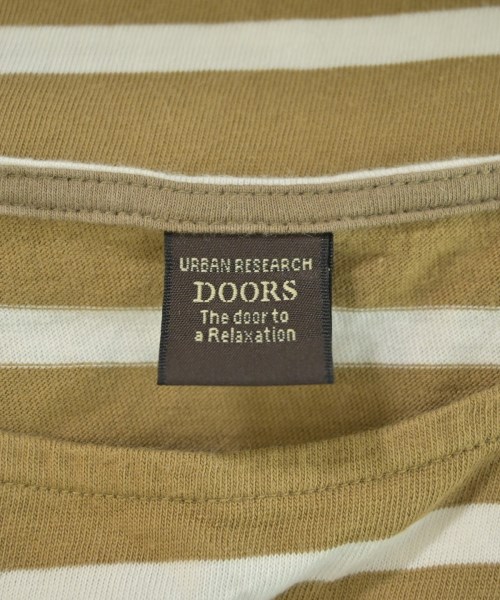 URBAN RESEARCH
DOORS
The door to
a Relaxation